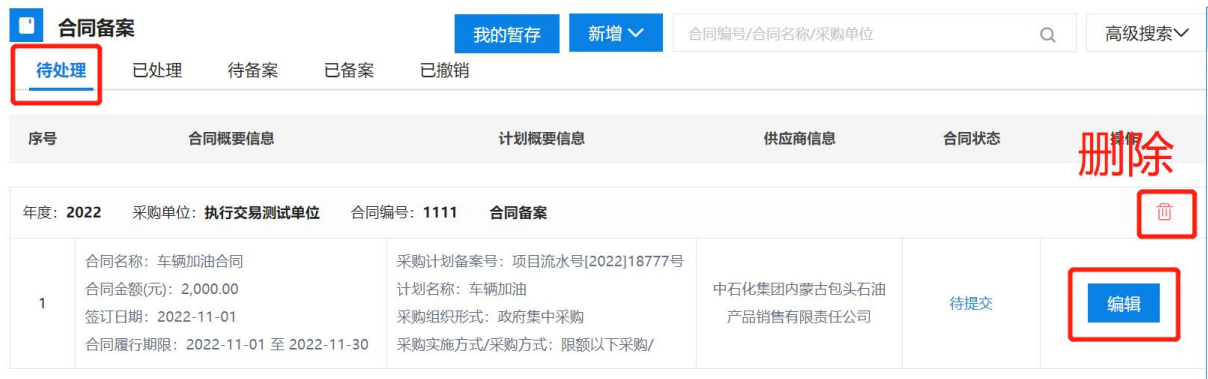 合同备案
我的暂存
新增
合同编号/合同名称/采购单位
高级搜索
待处理
已处理
待备案
已备案
已撤销
序号
合同概要信息
计划概要信息
供应商信息
合同状态
操作
删除
年度：2022
采购单位：执行交易测试单位
合同编号：1111
合同备案
1
合同名称：车辆加油合同
合同金额(元)：2,000.00
签订日期：2022-11-01
合同履行期限：2022-11-01 至 2022-11-30
采购计划备案号：项目流水号[2022]18777号
计划名称：车辆加油
采购组织形式：政府集中采购
采购实施方式/采购方式：限额以下采购/
中石化集团内蒙古包头石油
产品销售有限责任公司
待提交
编辑